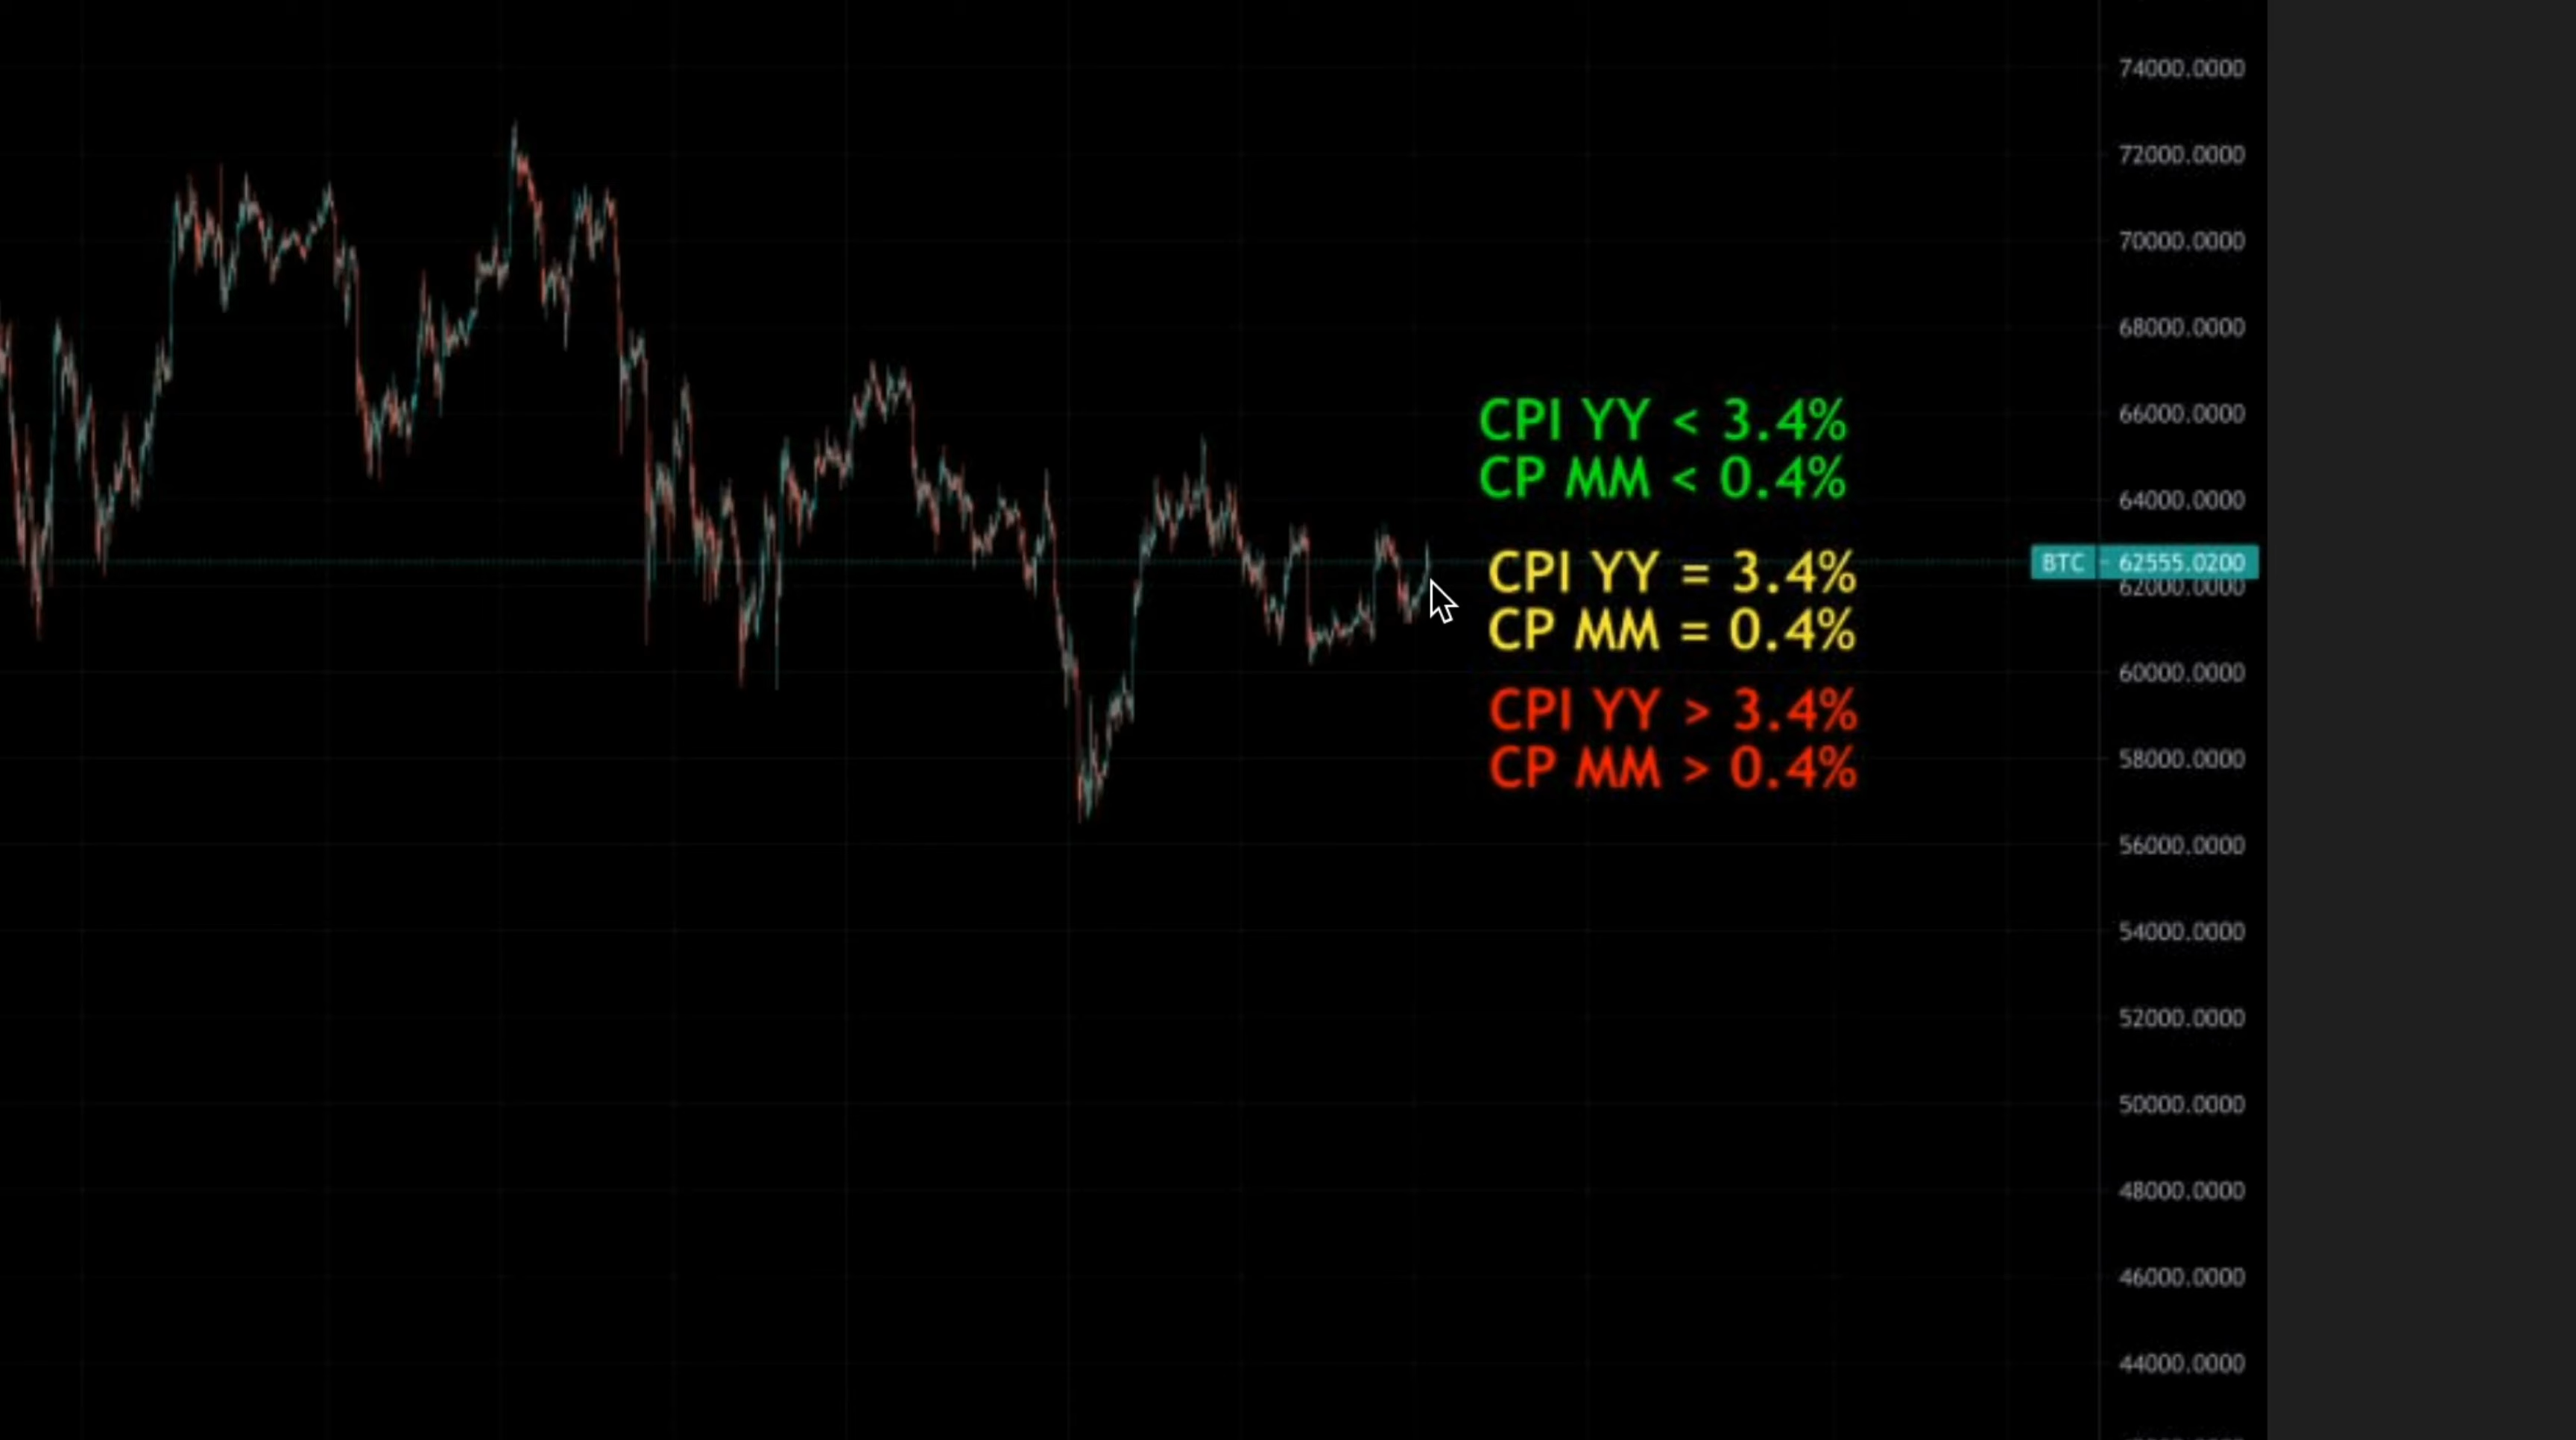 74000.0000
72000.0000
70000.0000
68000.0000
CPI YY < 3.4%
CP MM < 0.4%
66000.0000
64000.0000
CPI YY = 3.4%
CP MM = 0.4%
BTC 62555.0200
62000.0000
60000.0000
CPI YY > 3.4%
CP MM > 0.4%
58000.0000
56000.0000
54000.0000
52000.0000
50000.0000
48000.0000
46000.0000
44000.0000